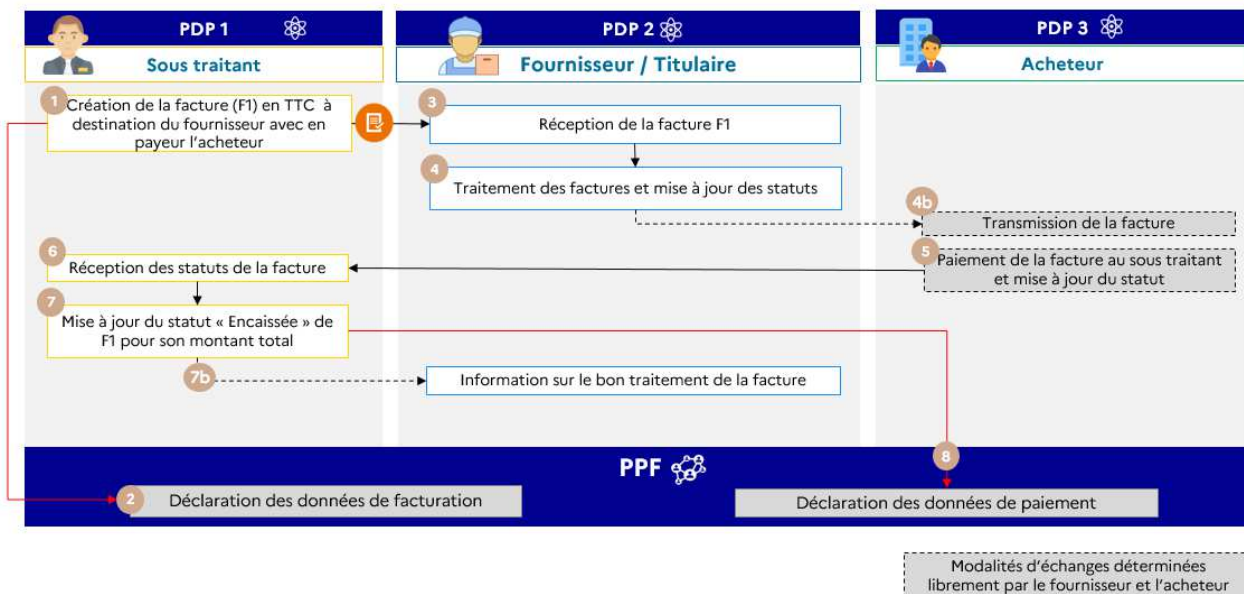 PDP 1
PDP 2
PDP 3
Sous traitant
Fournisseur / Titulaire
Acheteur
1
Création de la facture (F1) en TTC à
destination du fournisseur avec en
payeur l'acheteur
3
Réception de la facture F1
4
Traitement des factures et mise à jour des statuts
4b
Transmission de la facture
5
Paiement de la facture au sous traitant
et mise à jour du statut
6
Réception des statuts de la facture
7
Mise à jour du statut « Encaissée » de
F1 pour son montant total
7b
Information sur le bon traitement de la facture
PPF
8
2
Déclaration des données de facturation
Déclaration des données de paiement
Modalités d'échanges déterminées
librement par le fournisseur et l'acheteur